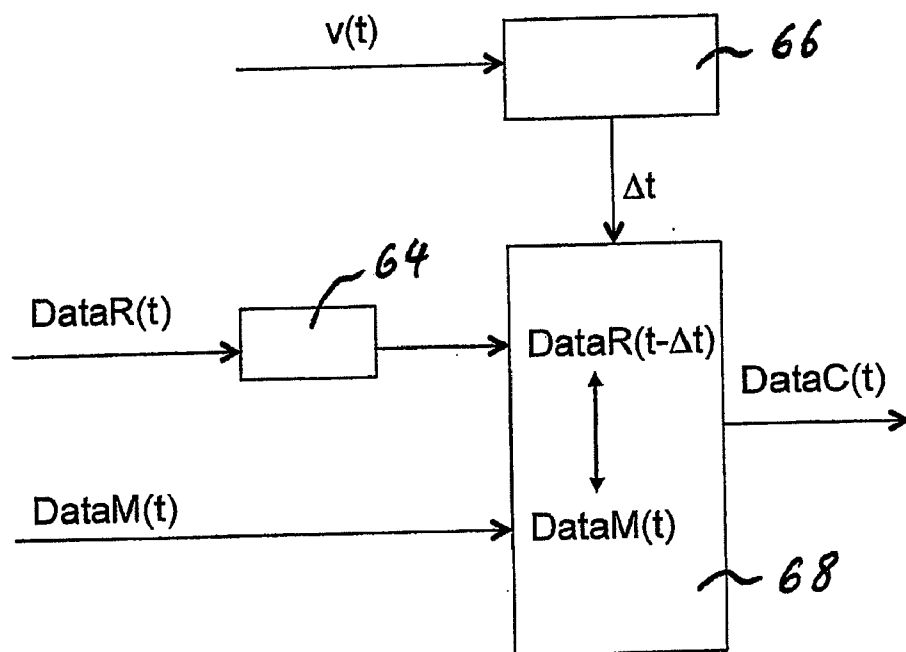 v(t)
66
Δt
64
DataR(t)
DataR(t-Δt)
DataC(t)
DataM(t)
DataM(t)
68